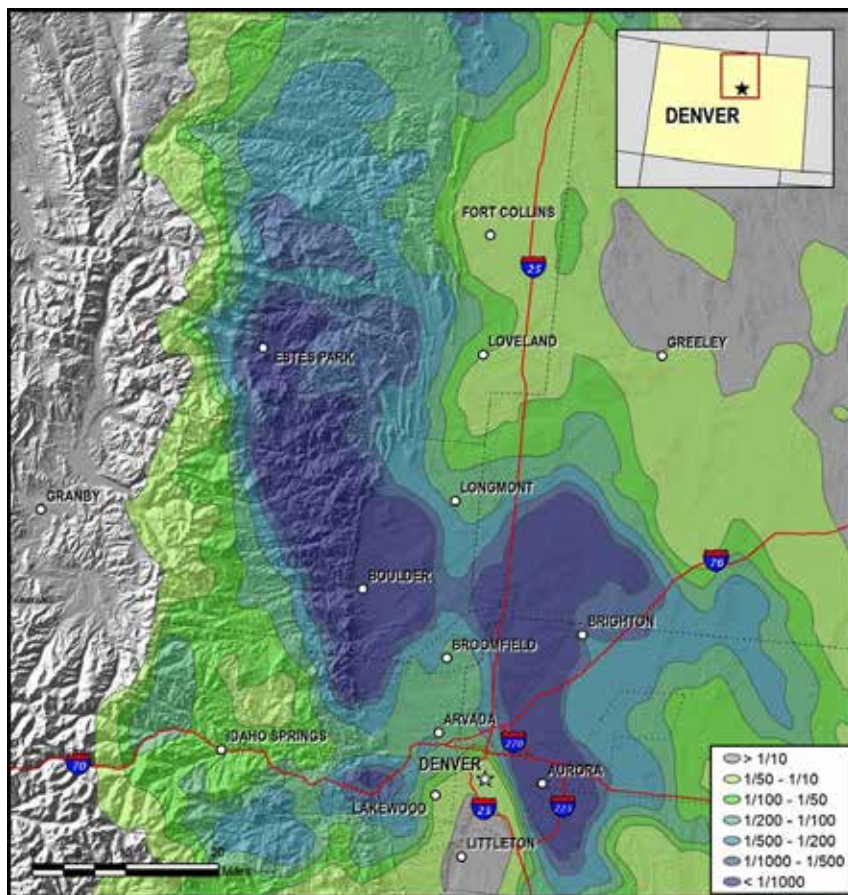 DENVER
FORT COLLINS
25
LOVELAND
GREELEY
ESTES PARK
GRANBY
LONGMONT
76
BOULDER
BRIGHTON
BROOMFIELD
ARVADA
IDAHO SPRINGS
270
70
DENVER
AURORA
LAKEWOOD
25
225
LITTLETON
Miles
> 1/10
1/50 - 1/10
1/100 - 1/50
1/200 - 1/100
1/500 - 1/200
1/1000 - 1/500
< 1/1000